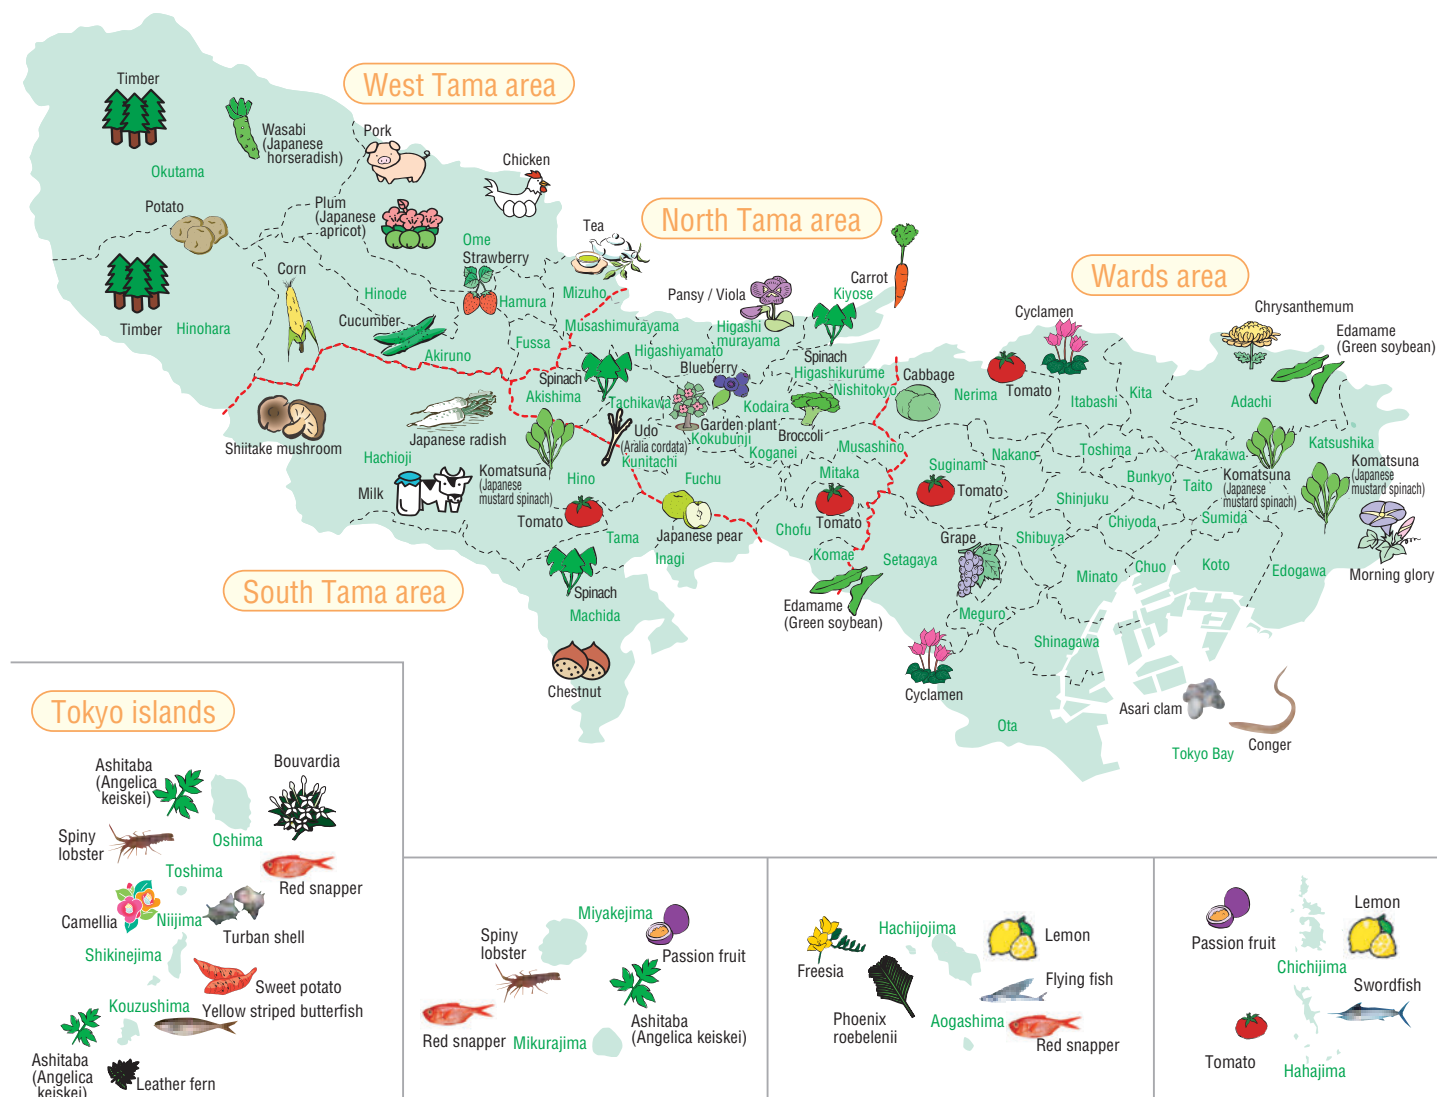 West Tama area
Timber
Wasabi
(Japanese
horseradish)
Okutama
Pork
Chicken
Potato
Plum
(Japanese
apricot)
Tea
Ome
Strawberry
Corn
Hinode
Hamura
Mizuho
Timber
Hinohara
Cucumber
Akiruno
Fussa
North Tama area
Carrot
Pansy / Viola
Kiyose
Musashimurayama
Higashi
murayama
Higashiyamato
Spinach
Blueberry
Higashikurume
Nishitokyo
Spinach
Akishima
Tachikawa
Kodaira
Garden plant
Broccoli
Udo
(Aralia cordata)
Kokubunji
Koganei
Musashino
Kunitachi
Fuchu
Mitaka
Tomato
Japanese pear
Chofu
Komae
Edamame
(Green soybean)
Wards area
Cyclamen
Chrysanthemum
Edamame
(Green soybean)
Tomato
Cabbage
Nerima
Itabashi
Kita
Adachi
Katsushika
Suginami
Nakano
Toshima
Arakawa
Komatsuna
(Japanese
mustard spinach)
Komatsuna
(Japanese
mustard spinach)
Tomato
Bunkyo
Taito
Shinjuku
Chiyoda
Sumida
Grape
Shibuya
Setagaya
Minato
Chuo
Koto
Edogawa
Morning glory
Meguro
Shinagawa
Cyclamen
Ota
Asari clam
Tokyo Bay
Conger
South Tama area
Shiitake mushroom
Japanese radish
Hachioji
Milk
Komatsuna
(Japanese
mustard spinach)
Hino
Tomato
Tama
Inagi
Spinach
Machida
Chestnut
Tokyo islands
Ashitaba
(Angelica
keiskei)
Bouvardia
Spiny
lobster
Oshima
Toshima
Red snapper
Camellia
Niijima
Turban shell
Shikinejima
Sweet potato
Kouzushima
Yellow striped butterfish
Ashitaba
(Angelica
keiskei)
Leather fern
Miyakejima
Spiny
lobster
Passion fruit
Red snapper
Mikurajima
Ashitaba
(Angelica keiskei)
Hachijojima
Freesia
Lemon
Flying fish
Phoenix
roebelenii
Aogashima
Red snapper
Passion fruit
Lemon
Chichijima
Swordfish
Tomato
Hahajima